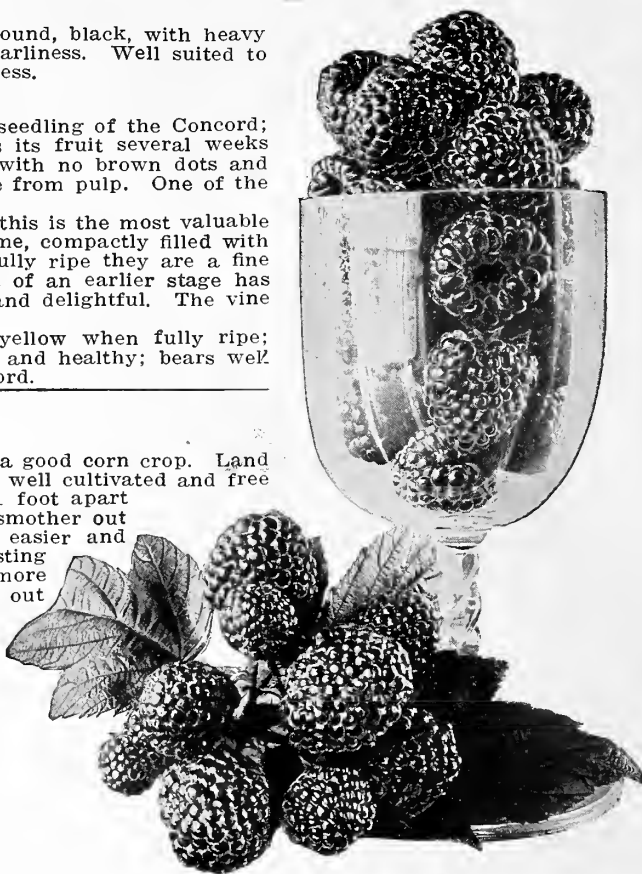 ound, black, with heavy
arliness. Well suited to
ess.
seedling of the Concord;
its fruit several weeks
with no brown dots and
from pulp. One of the
this is the most valuable
me, compactly filled with
ully ripe they are a fine
of an earlier stage has
and delightful. The vine
yellow when fully ripe;
and healthy; bears well
ord.
a good corn crop. Land
well cultivated and free
foot apart
smother out
easier and
sting
more
out